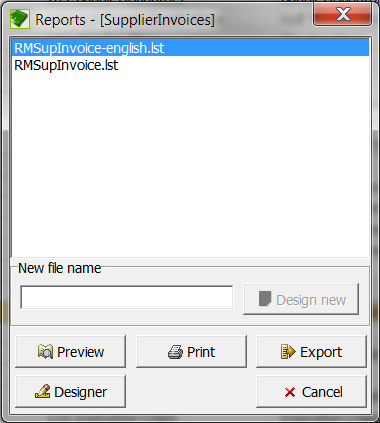 Reports - [SupplierInvoices]
RMSupInvoice-english.lst
RMSupInvoice.lst
New file name
Design new
Preview
Print
Export
Designer
Cancel